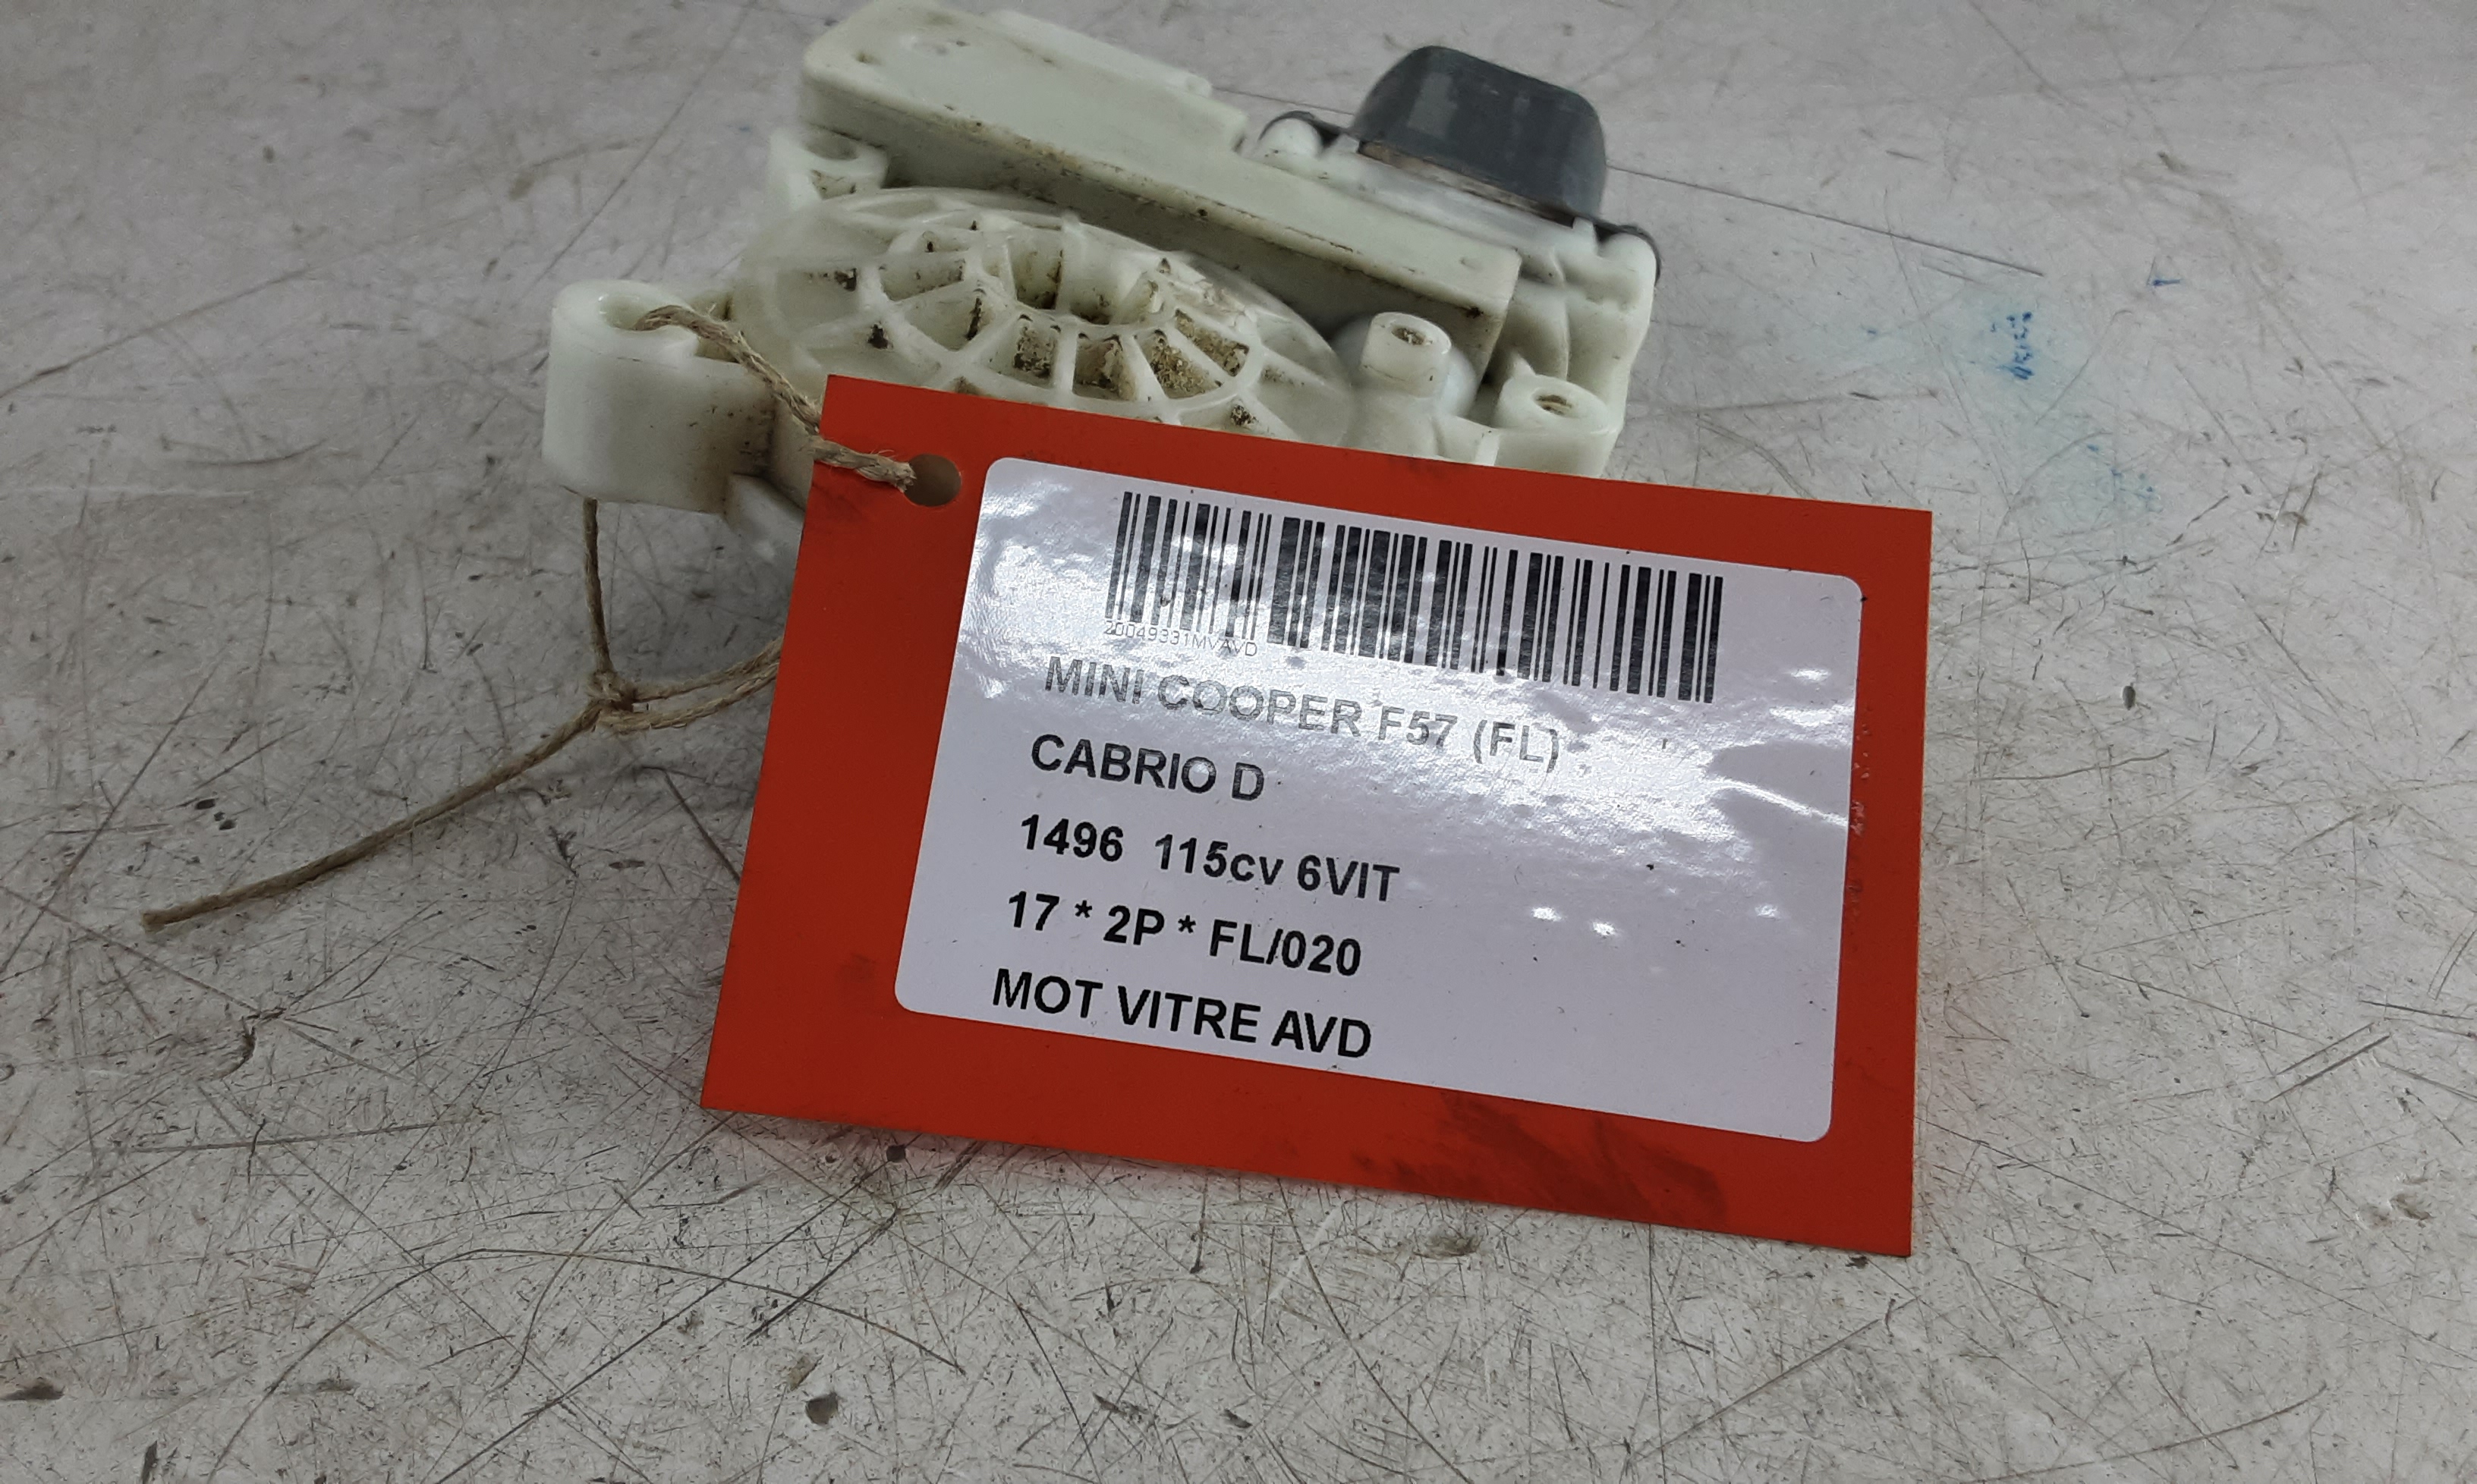 20049331MVAVD
MINI COOPER F57 (FL)
CABRIO D
1496 115cv 6VIT
17 * 2P * FL/020
MOT VITRE AVD